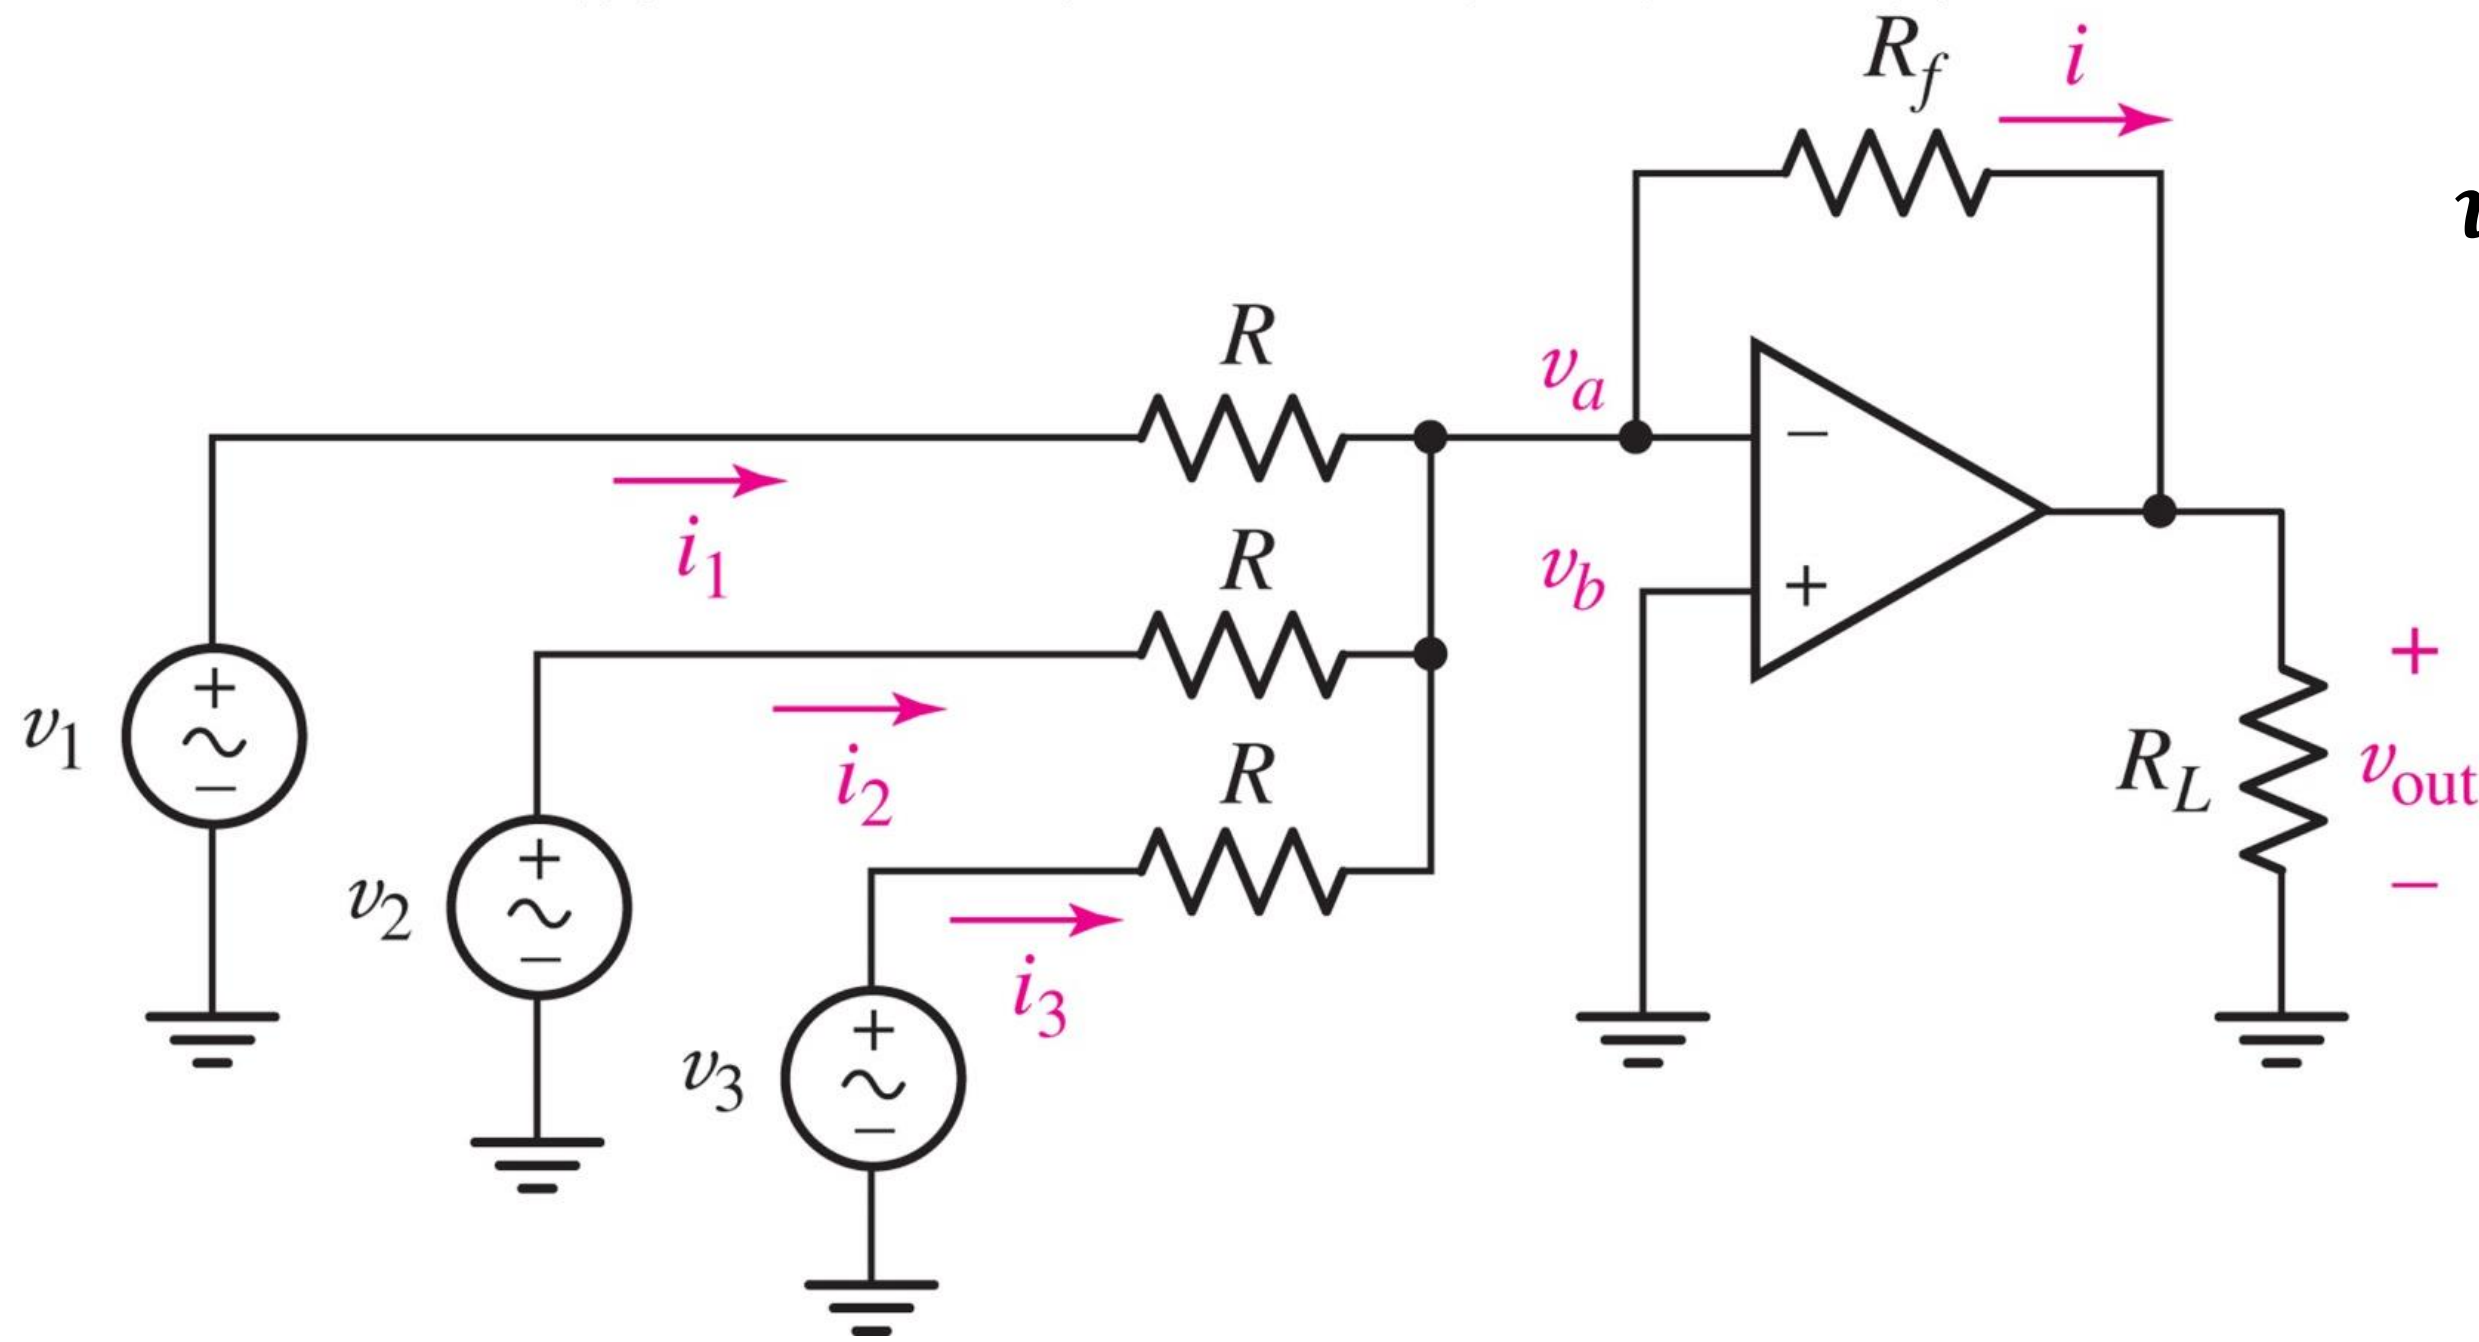 R_f
i
R
v_a
−
i_1
R
v_b
+
+
v_1
+
−
i_2
R
R_L
v_out
v_2
+
−
−
i_3
v_3
+
−